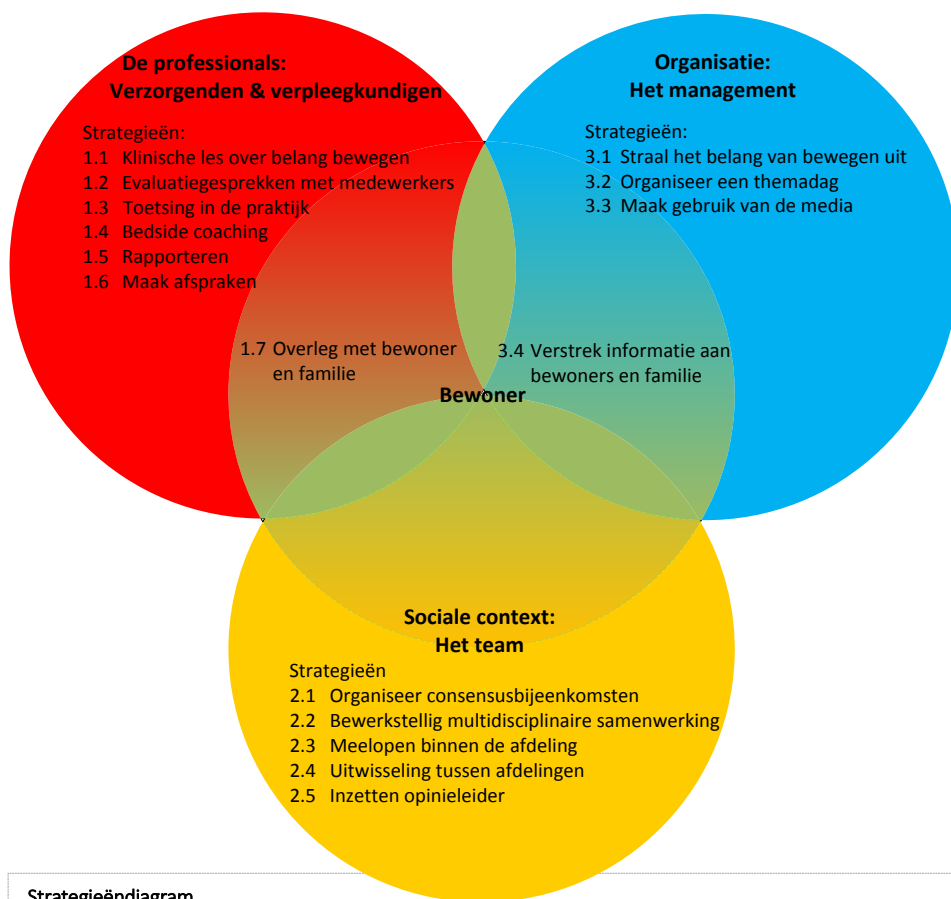 De professionals:
Verzorgenden & verpleegkundigen
Strategieën:
1.1 Klinische les over belang bewegen
1.2 Evaluatiegesprekken met medewerkers
1.3 Toetsing in de praktijk
1.4 Bedside coaching
1.5 Rapporteren
1.6 Maak afspraken
1.7 Overleg met bewoner
en familie
Organisatie:
Het management
Strategieën:
3.1 Straal het belang van bewegen uit
3.2 Organiseer een themadag
3.3 Maak gebruik van de media
3.4 Verstrek informatie aan
bewoners en familie
Bewoner
Sociale context:
Het team
Strategieën
2.1 Organiseer consensusbijeenkomsten
2.2 Bewerkstellig multidisciplinaire samenwerking
2.3 Meelopen binnen de afdeling
2.4 Uitwisseling tussen afdelingen
2.5 Inzetten opinieleider
Strategieëndiagram